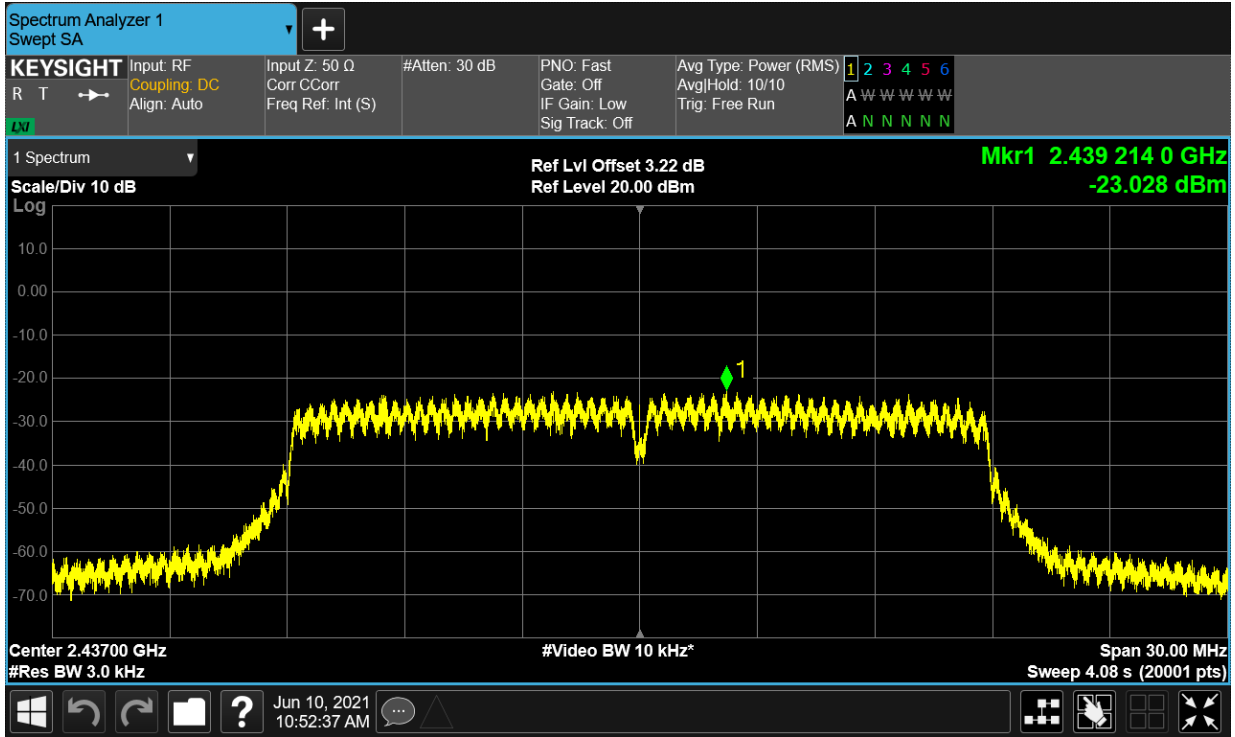 Spectrum Analyzer 1
Swept SA
+
KEYSIGHT
R T
LXI
Input: RF
Coupling: DC
Align: Auto
Input Z: 50 Ω
Corr CCorr
Freq Ref: Int (S)
#Atten: 30 dB
PNO: Fast
Gate: Off
IF Gain: Low
Sig Track: Off
Avg Type: Power (RMS)
Avg|Hold: 10/10
Trig: Free Run
1 2 3 4 5 6
A W W W W W
A N N N N N
1 Spectrum
Scale/Div 10 dB
Log
Ref Lvl Offset 3.22 dB
Ref Level 20.00 dBm
Mkr1 2.439 214 0 GHz
-23.028 dBm
10.0
0.00
-10.0
-20.0
-30.0
-40.0
-50.0
-60.0
-70.0
1
Center 2.43700 GHz
#Res BW 3.0 kHz
#Video BW 10 kHz*
Span 30.00 MHz
Sweep 4.08 s (20001 pts)
?
Jun 10, 2021
10:52:37 AM